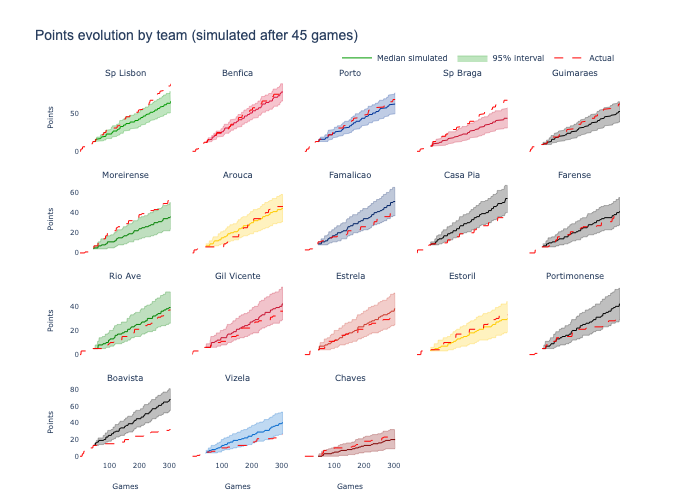 Points evolution by team (simulated after 45 games)
Median simulated 95% interval Actual
Sp Lisbon Benfica Porto Sp Braga Guimaraes
Points
50
0
Moreirense Arouca Famalicao Casa Pia Farense
Points
60
40
20
0
Rio Ave Gil Vicente Estrela Estoril Portimonense
Points
40
20
0
Boavista Vizela Chaves
Points
80
60
40
20
0
100 200 300 100 200 300 100 200 300
Games Games Games